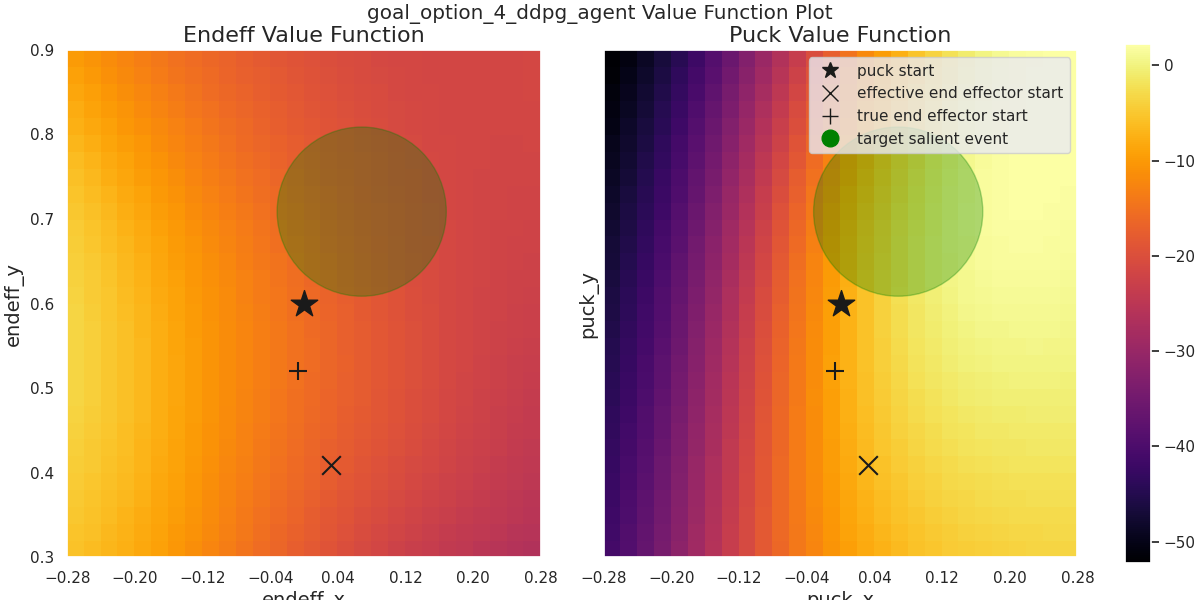 goal_option_4_ddpg_agent Value Function Plot
Endeff Value Function
Puck Value Function
0.9
0.8
0.7
0.6
0.5
0.4
0.3
endeff_y
−0.28 −0.20 −0.12 −0.04 0.04 0.12 0.20 0.28
endeff_x
puck start
effective end effector start
true end effector start
target salient event
puck_y
−0.28 −0.20 −0.12 −0.04 0.04 0.12 0.20 0.28
puck_x
0
−10
−20
−30
−40
−50